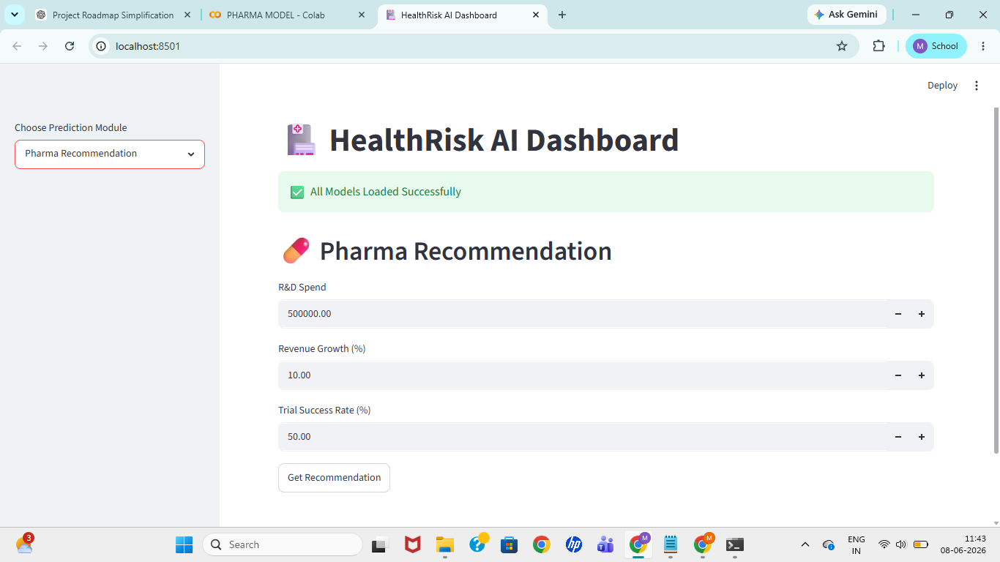 Project Roadmap Simplification
PHARMA MODEL - Colab
HealthRisk AI Dashboard
Ask Gemini
localhost:8501
M
School
Deploy
Choose Prediction Module
Pharma Recommendation
HealthRisk AI Dashboard
All Models Loaded Successfully
Pharma Recommendation
R&D Spend
500000.00
Revenue Growth (%)
10.00
Trial Success Rate (%)
50.00
Get Recommendation
3
Search
hp
T
M
M
ENG
IN
11:43
08-06-2026